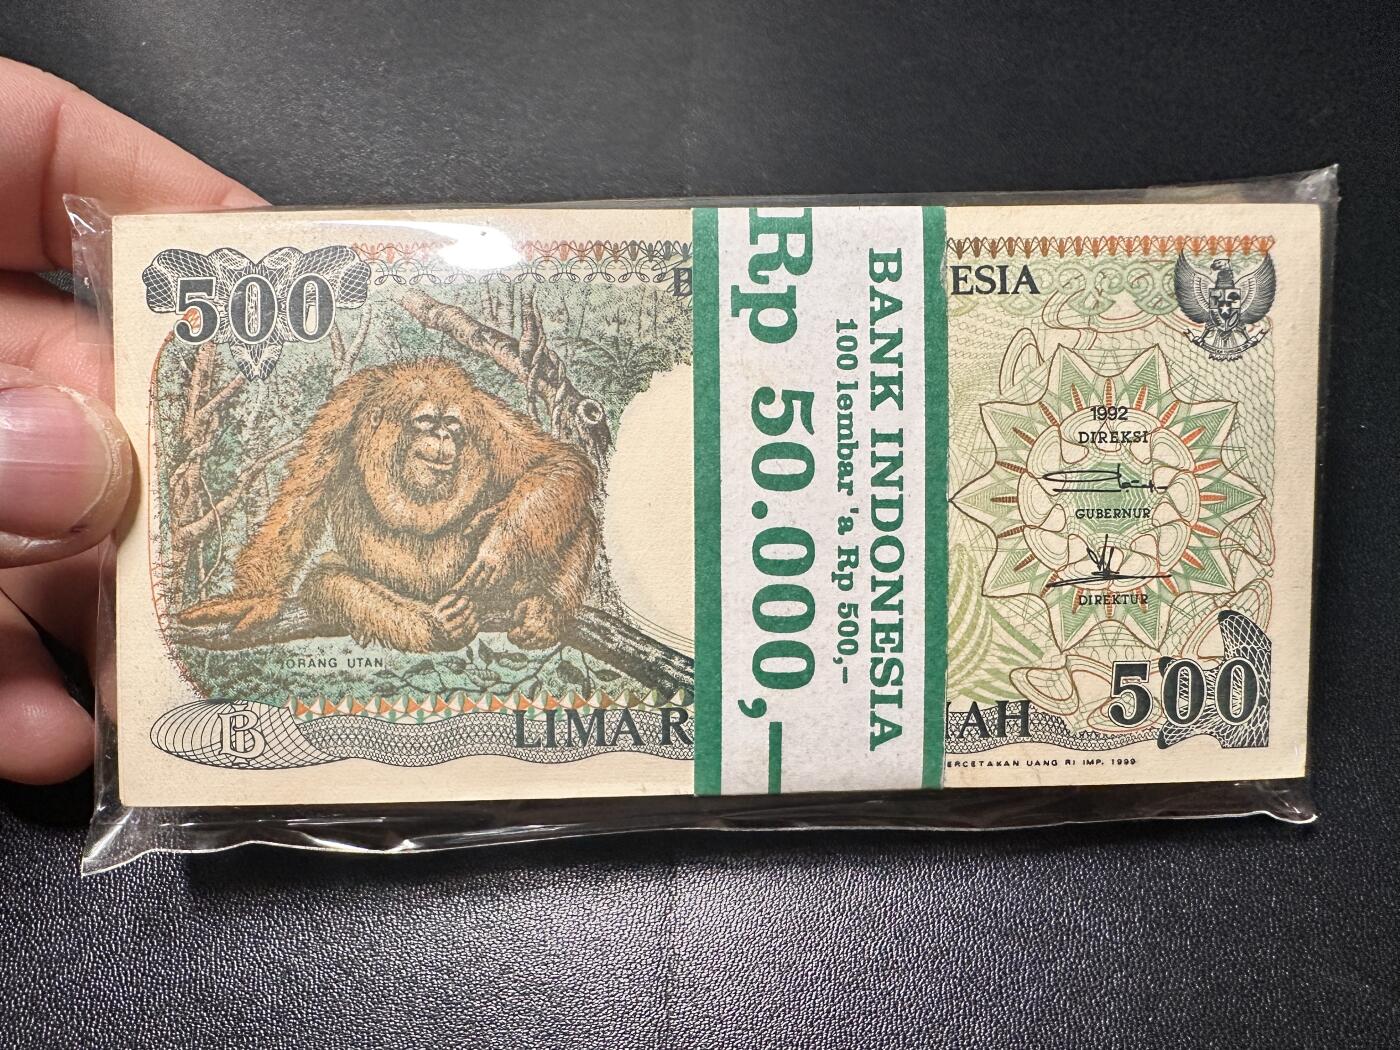 500
ESIA
1992
DIREKSI
GUBERNUR
DIREKTUR
ORANG UTAN
LIMA R
IAH
500
ERCETAKAN UANG RI IMP. 1999
BANK INDONESIA
100 lembar 'a Rp 500,-
Rp 50.000,-